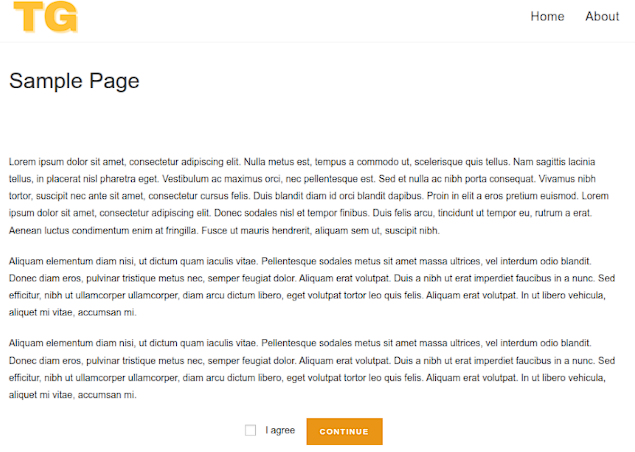 TG
Home About
Sample Page
Lorem ipsum dolor sit amet, consectetur adipiscing elit. Nulla metus est, tempus a commodo ut, scelerisque quis tellus. Nam sagittis lacinia
tellus, in placerat nisl pharetra eget. Vestibulum ac maximus orci, nec pellentesque est. Sed et nulla ac nibh porta consequat. Vivamus nibh
tortor, suscipit nec ante sit amet, consectetur cursus felis. Duis blandit diam id orci blandit dapibus. Proin in elit a eros pretium euismod. Lorem
ipsum dolor sit amet, consectetur adipiscing elit. Donec sodales nisl et tempor finibus. Duis felis arcu, tincidunt ut tempor eu, rutrum a erat.
Aenean luctus condimentum enim at fringilla. Fusce ut mauris hendrerit, aliquam sem ut, suscipit nibh.
Aliquam elementum diam nisi, ut dictum quam iaculis vitae. Pellentesque sodales metus sit amet massa ultrices, vel interdum odio blandit.
Donec diam eros, pulvinar tristique metus nec, semper feugiat dolor. Aliquam erat volutpat. Duis a nibh ut erat imperdiet faucibus in a nunc. Sed
efficitur, nibh ut ullamcorper ullamcorper, diam arcu dictum libero, eget volutpat tortor leo quis felis. Aliquam erat volutpat. In ut libero vehicula,
aliquet mi vitae, accumsan mi.
Aliquam elementum diam nisi, ut dictum quam iaculis vitae. Pellentesque sodales metus sit amet massa ultrices, vel interdum odio blandit.
Donec diam eros, pulvinar tristique metus nec, semper feugiat dolor. Aliquam erat volutpat. Duis a nibh ut erat imperdiet faucibus in a nunc. Sed
efficitur, nibh ut ullamcorper ullamcorper, diam arcu dictum libero, eget volutpat tortor leo quis felis. Aliquam erat volutpat. In ut libero vehicula,
aliquet mi vitae, accumsan mi.
I agree CONTINUE